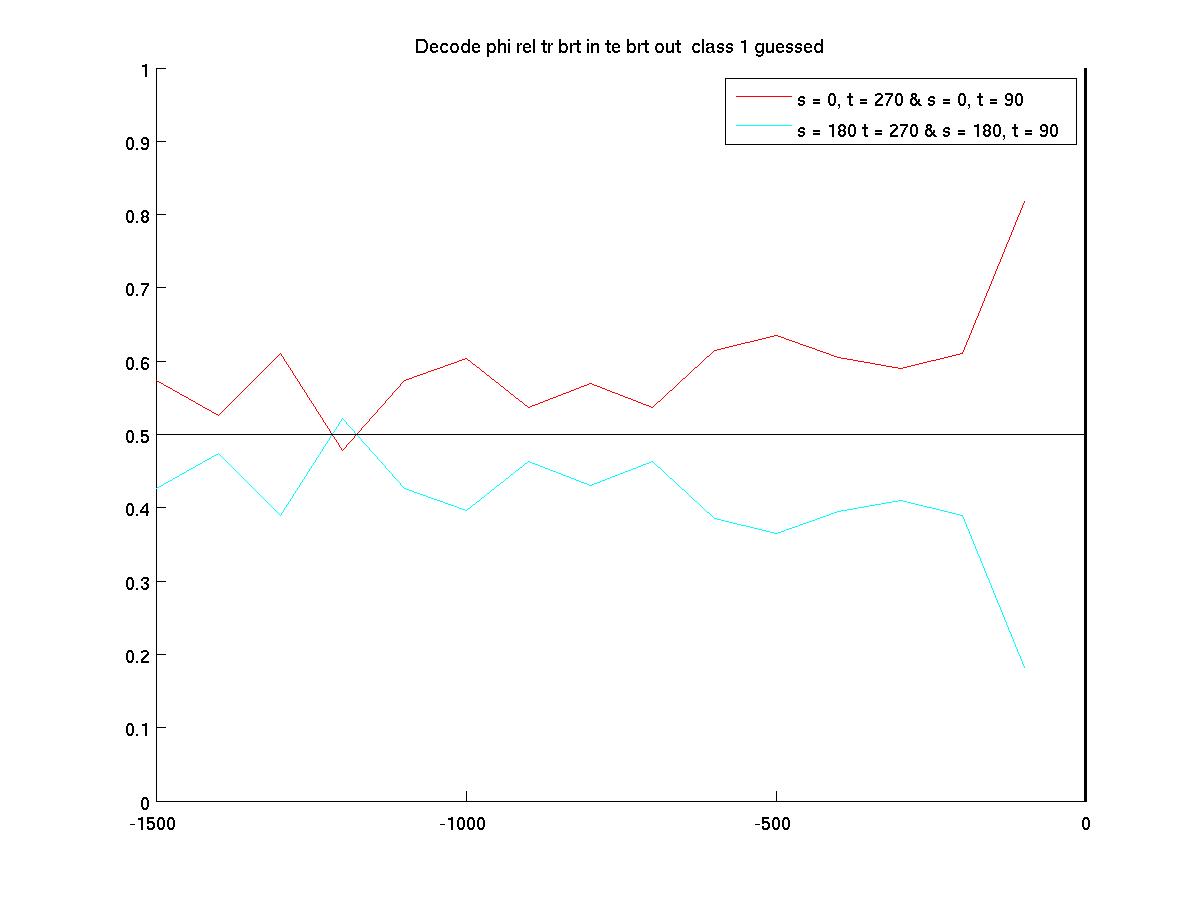 Decode phi rel tr brt in te brt out  class 1 guessed
s = 0, t = 270 & s = 0, t = 90
s = 180 t = 270 & s = 180, t = 90
1
0.9
0.8
0.7
0.6
0.5
0.4
0.3
0.2
0.1
0
-1500 -1000 -500 0